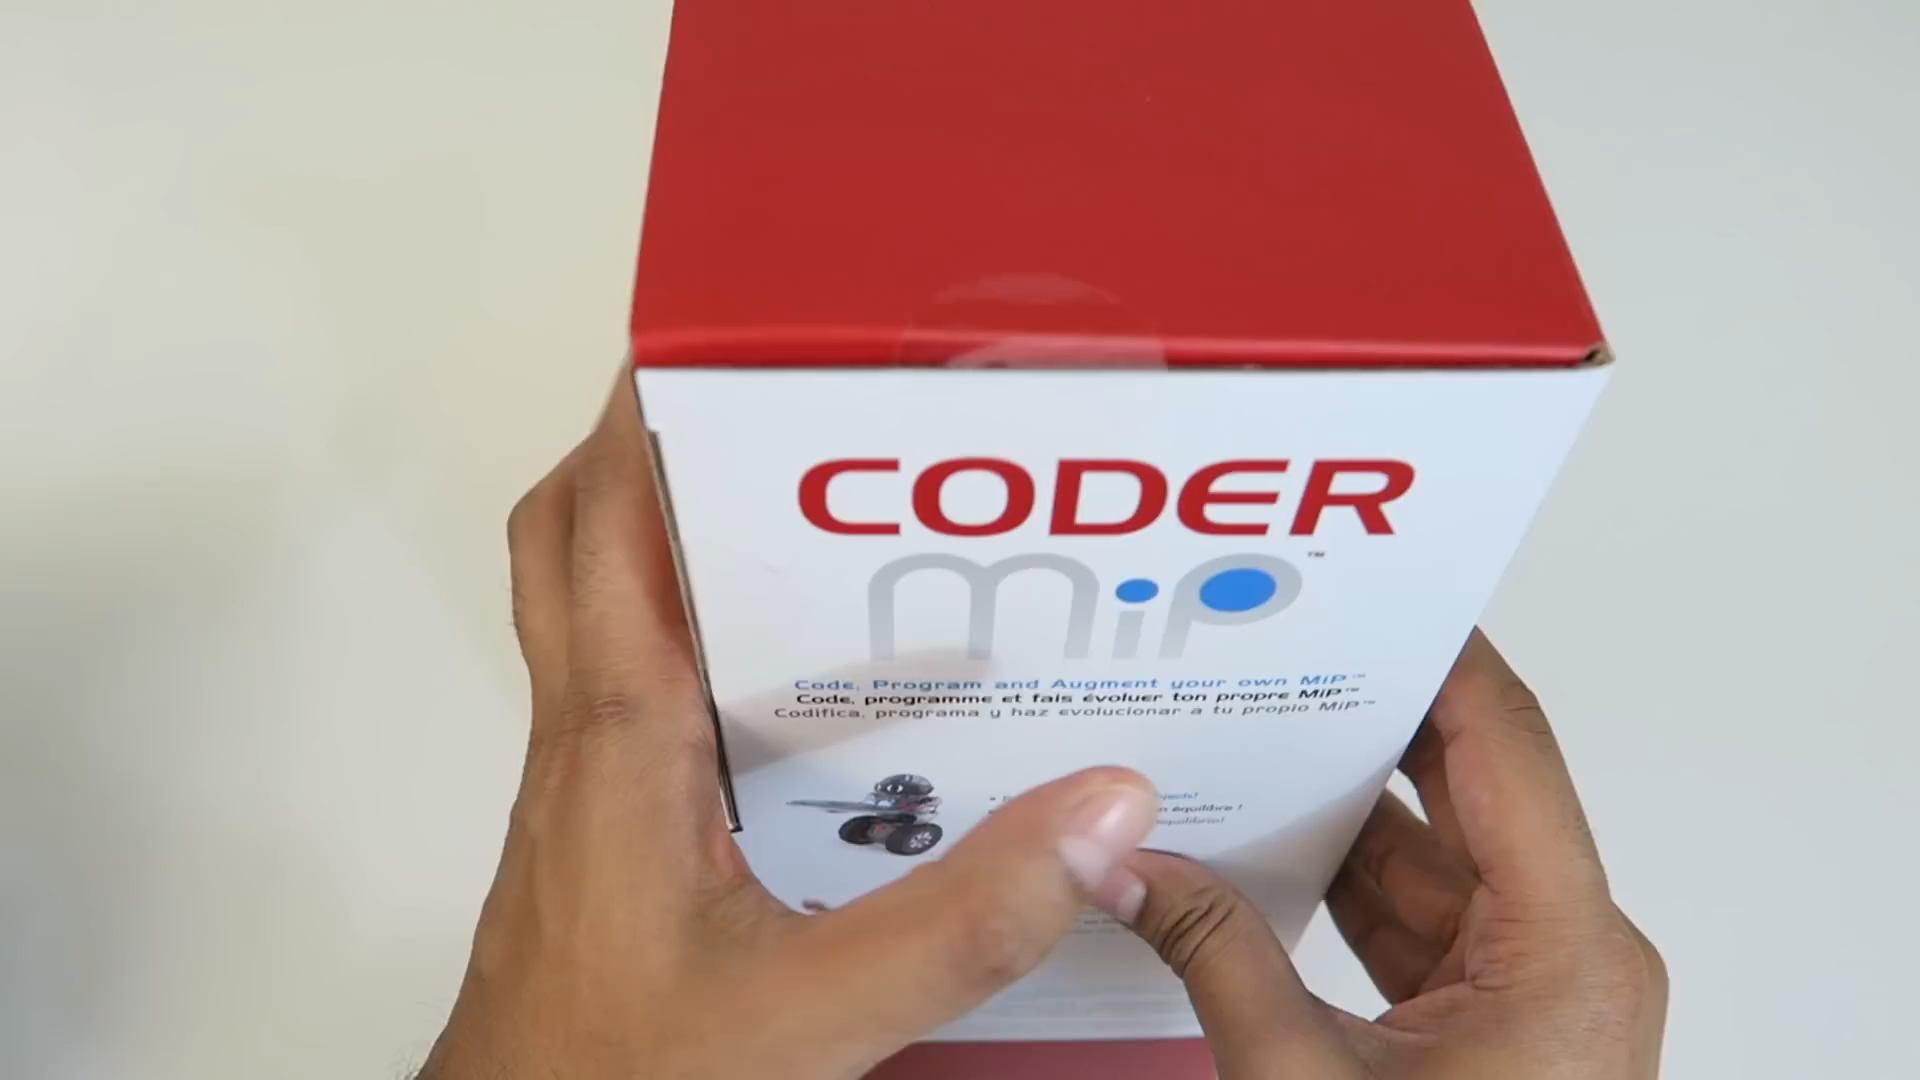 CODER
MiP™
Code, Program and Augment your own MiP™
Code, programme et fais évoluer ton propre MiP™
Codifica, programa y haz evolucionar a tu propio MiP™
équilibre !